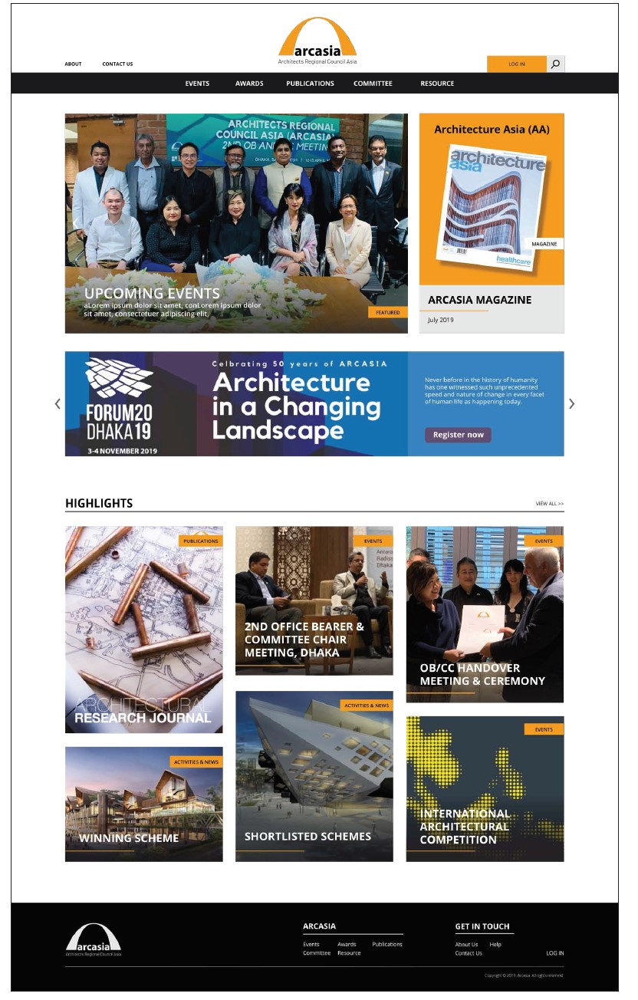 arcasia
Architects Regional Council Asia
ABOUT CONTACT US
LOG IN
EVENTS AWARDS PUBLICATIONS COMMITTEE RESOURCE
ARCHITECTS REGIONAL
COUNCIL ASIA (ARCASIA)
2ND OB AN MEETIN
UPCOMING EVENTS
aLorem ipsum dolor sit amet, conLorem ipsum dolor
sit amet, consectetuer adipiscing elit,
FEATURED
Architecture Asia (AA)
architecture
asia
healthcare
MAGAZINE
ARCASIA MAGAZINE
July 2019
FORUM20
DHAKA19
3-4 NOVEMBER 2019
Celbrating 50 years of ARCASIA
Architecture
in a Changing
Landscape
Never before in the history of humanity
has one witnessed such unprecedented
speed and nature of change in every facet
of human life as happening today.
Register now
HIGHLIGHTS
VIEW ALL >>
PUBLICATIONS
ARCHITECTURAL
RESEARCH JOURNAL
EVENTS
Antara
Radiss
Dhaka
2ND OFFICE BEARER &
COMMITTEE CHAIR
MEETING, DHAKA
EVENTS
OB/CC HANDOVER
MEETING & CEREMONY
ACTIVITIES & NEWS
WINNING SCHEME
ACTIVITIES & NEWS
SHORTLISTED SCHEMES
EVENTS
INTERNATIONAL
ARCHITECTURAL
COMPETITION
arcasia
Architects Regional Council Asia
ARCASIA
Events Awards Publications
Committee Resource
GET IN TOUCH
About Us Help
Contact Us
LOG IN
Copyright © 2019. Arcasia. All rights reserved.